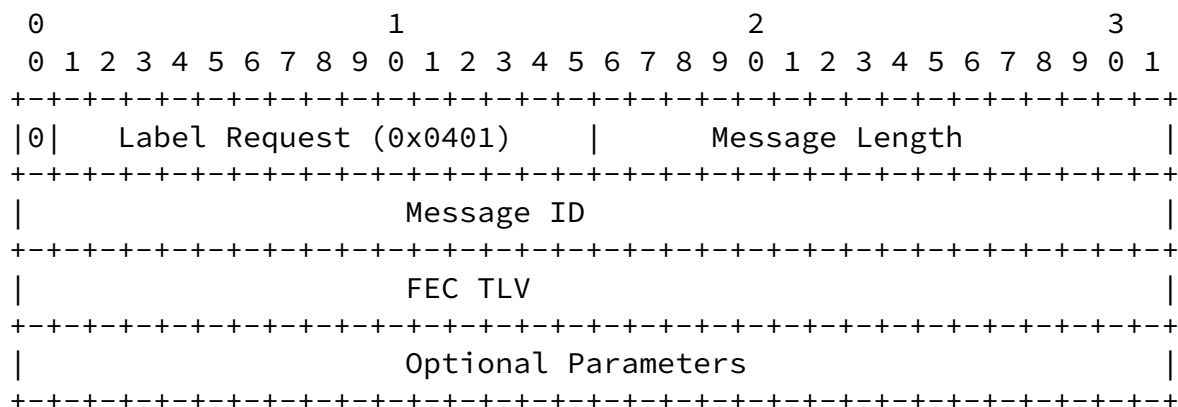 0                   1                   2                   3
 0 1 2 3 4 5 6 7 8 9 0 1 2 3 4 5 6 7 8 9 0 1 2 3 4 5 6 7 8 9 0 1
+-+-+-+-+-+-+-+-+-+-+-+-+-+-+-+-+-+-+-+-+-+-+-+-+-+-+-+-+-+-+-+-+
|0|    Label Request (0x0401)    |      Message Length           |
+-+-+-+-+-+-+-+-+-+-+-+-+-+-+-+-+-+-+-+-+-+-+-+-+-+-+-+-+-+-+-+-+
|                     Message ID                                |
+-+-+-+-+-+-+-+-+-+-+-+-+-+-+-+-+-+-+-+-+-+-+-+-+-+-+-+-+-+-+-+-+
|                     FEC TLV                                   |
+-+-+-+-+-+-+-+-+-+-+-+-+-+-+-+-+-+-+-+-+-+-+-+-+-+-+-+-+-+-+-+-+
|                     Optional Parameters                       |
+-+-+-+-+-+-+-+-+-+-+-+-+-+-+-+-+-+-+-+-+-+-+-+-+-+-+-+-+-+-+-+-+